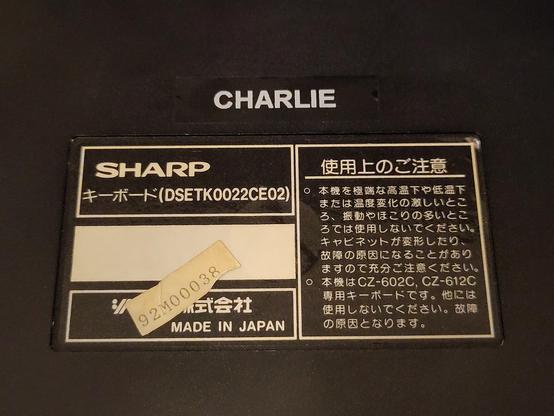 CHARLIE
SHARP
キーボード(DSETK0022CE02)
92M00038
株式会社
MADE IN JAPAN
使用上のご注意
○ 本機を極端な高温下や低温下
または温度変化の激しいとこ
ろ、振動やほこりの多いとこ
ろでは使用しないでください。
キャビネットが変形したり、
故障の原因になることがあり
ますので充分ご注意ください。
○ 本機はCZ-602C, CZ-612C
専用キーボードです。他には
使用しないでください。故障
の原因となります。